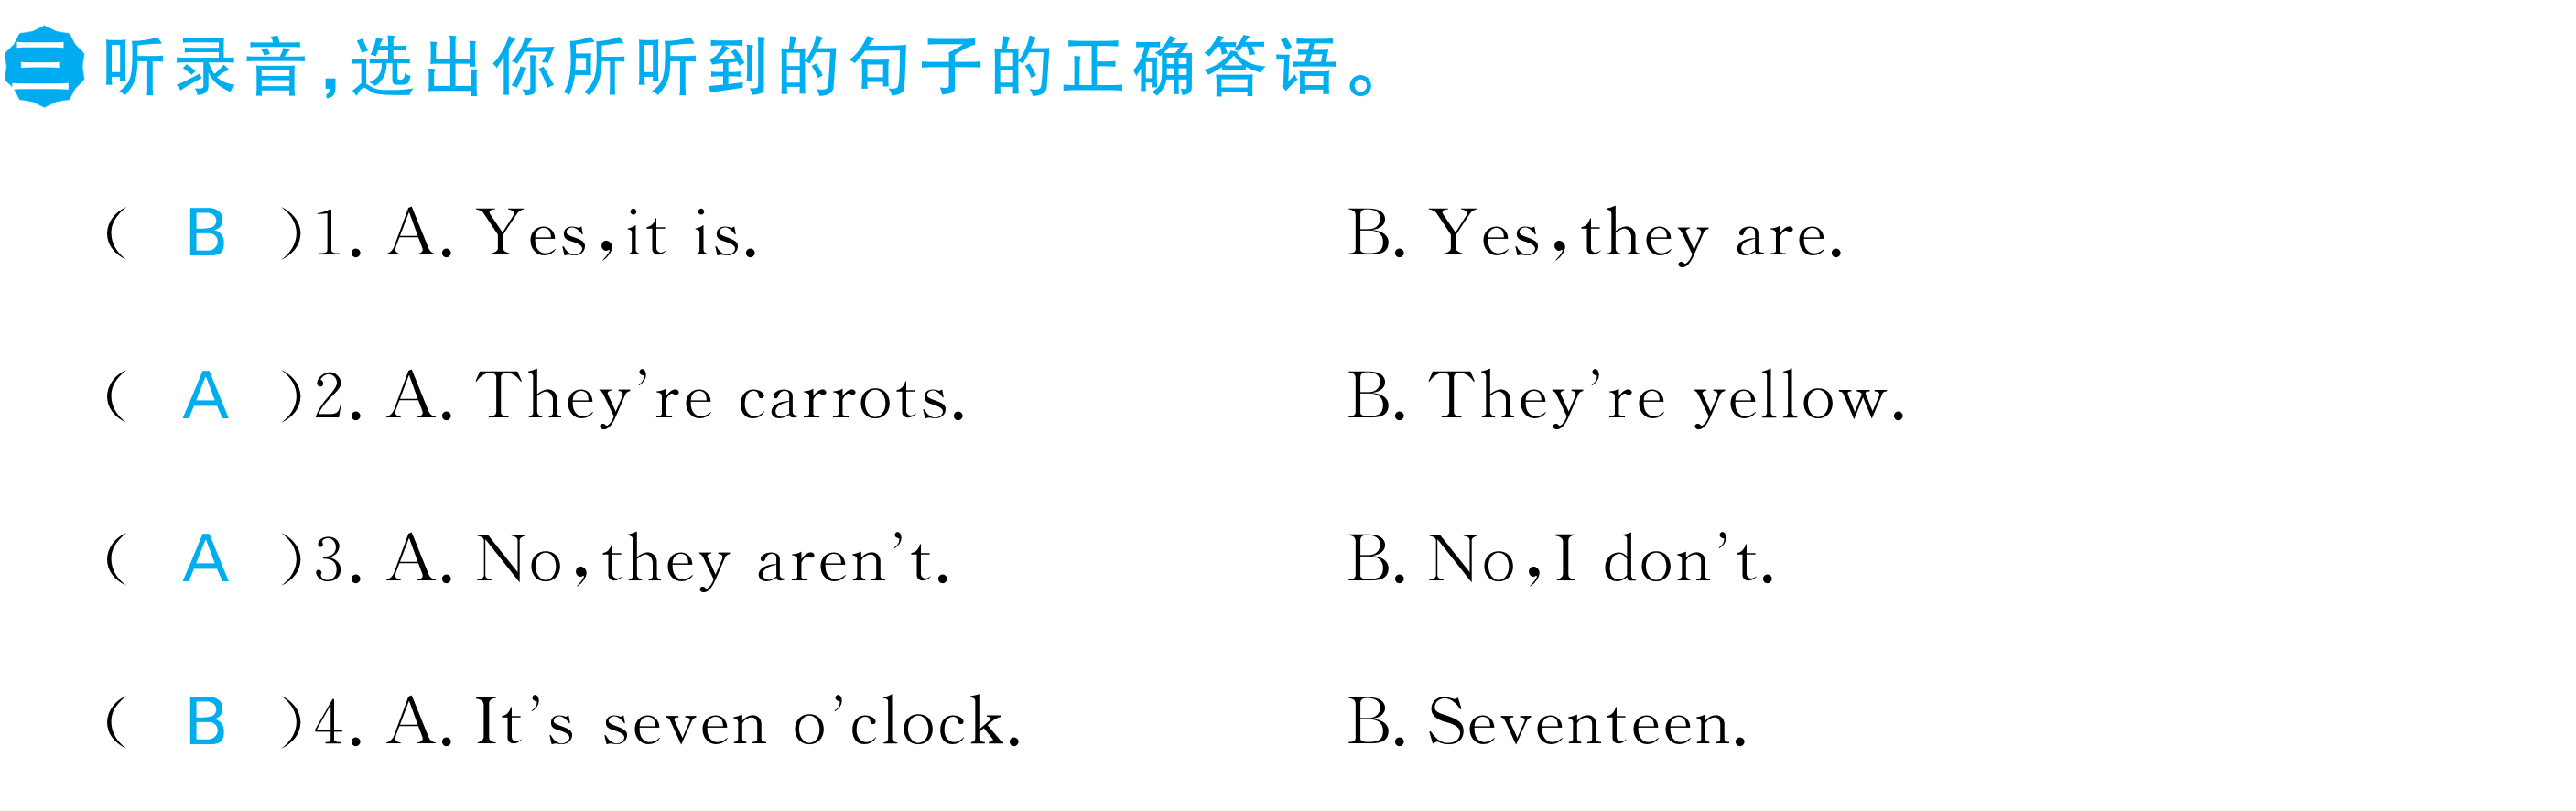 三 听录音,选出你所听到的句子的正确答语。
( B )1. A. Yes,it is. B. Yes,they are.
( A )2. A. They're carrots. B. They're yellow.
( A )3. A. No,they aren't. B. No,I don't.
( B )4. A. It's seven o'clock. B. Seventeen.